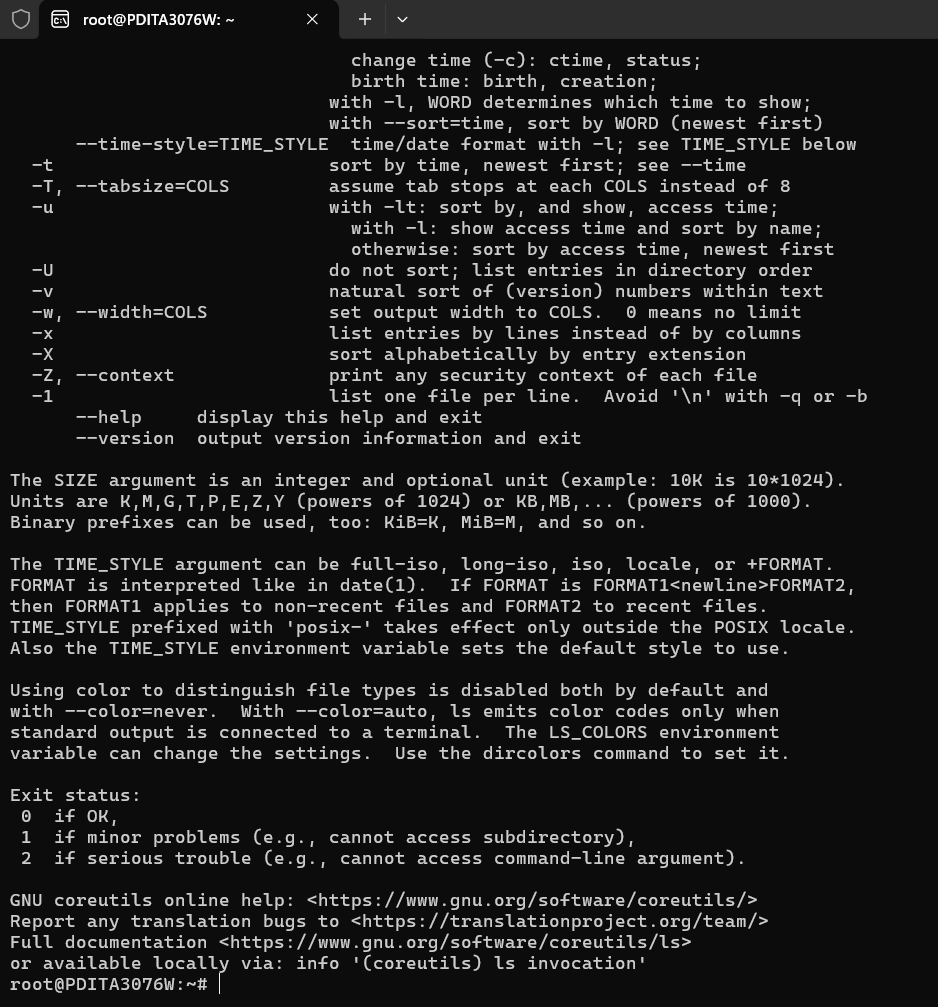 root@PDITA3076W: ~
change time (-c): ctime, status;
birth time: birth, creation;
with -l, WORD determines which time to show;
with --sort=time, sort by WORD (newest first)
--time-style=TIME_STYLE  time/date format with -l; see TIME_STYLE below
-t                         sort by time, newest first; see --time
-T, --tabsize=COLS         assume tab stops at each COLS instead of 8
-u                         with -lt: sort by, and show, access time;
with -l: show access time and sort by name;
otherwise: sort by access time, newest first
-U                         do not sort; list entries in directory order
-v                         natural sort of (version) numbers within text
-w, --width=COLS           set output width to COLS.  0 means no limit
-x                         list entries by lines instead of by columns
-X                         sort alphabetically by entry extension
-Z, --context              print any security context of each file
-1                         list one file per line.  Avoid '\n' with -q or -b
--help     display this help and exit
--version  output version information and exit
The SIZE argument is an integer and optional unit (example: 10K is 10*1024).
Units are K,M,G,T,P,E,Z,Y (powers of 1024) or KB,MB,... (powers of 1000).
Binary prefixes can be used, too: KiB=K, MiB=M, and so on.
The TIME_STYLE argument can be full-iso, long-iso, iso, locale, or +FORMAT.
FORMAT is interpreted like in date(1).  If FORMAT is FORMAT1<newline>FORMAT2,
then FORMAT1 applies to non-recent files and FORMAT2 to recent files.
TIME_STYLE prefixed with 'posix-' takes effect only outside the POSIX locale.
Also the TIME_STYLE environment variable sets the default style to use.
Using color to distinguish file types is disabled both by default and
with --color=never.  With --color=auto, ls emits color codes only when
standard output is connected to a terminal.  The LS_COLORS environment
variable can change the settings.  Use the dircolors command to set it.
Exit status:
0  if OK,
1  if minor problems (e.g., cannot access subdirectory),
2  if serious trouble (e.g., cannot access command-line argument).
GNU coreutils online help: <https://www.gnu.org/software/coreutils/>
Report any translation bugs to <https://translationproject.org/team/>
Full documentation <https://www.gnu.org/software/coreutils/ls>
or available locally via: info '(coreutils) ls invocation'
root@PDITA3076W:~#